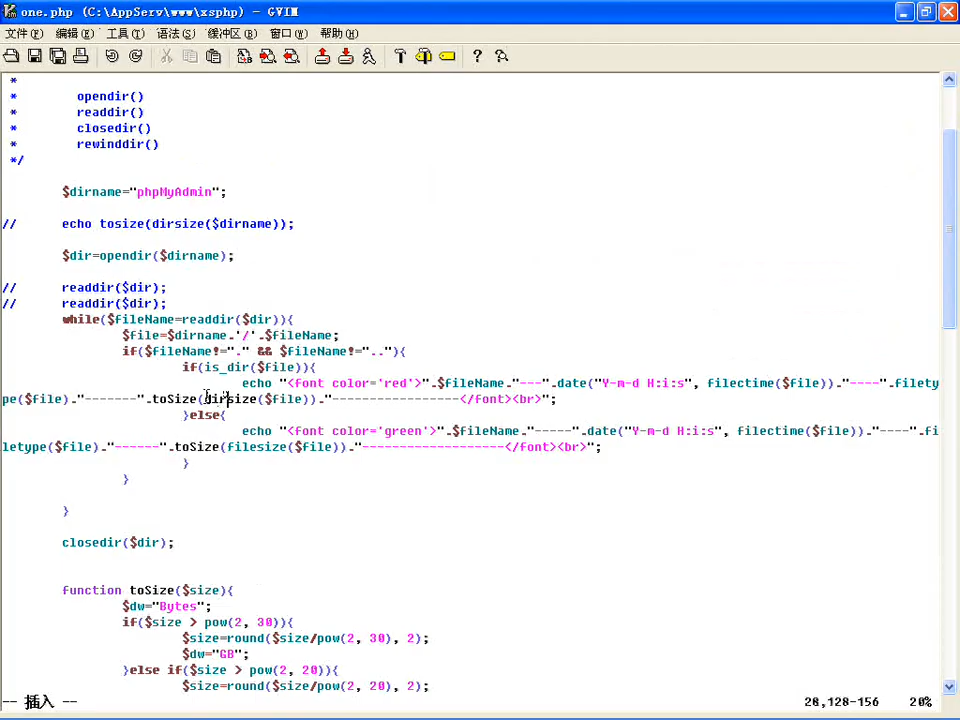 one.php (C:\AppServ\www\xsphp) - GVIM
文件(F) 编辑(E) 工具(T) 语法(S) 缓冲区(B) 窗口(W) 帮助(H)
*
* opendir()
* readdir()
* closedir()
* rewinddir()
*/
$dirname="phpMyAdmin";
// echo tosize(dirsize($dirname));
$dir=opendir($dirname);
// readdir($dir);
// readdir($dir);
while($fileName=readdir($dir)){
$file=$dirname.'/'.$fileName;
if($fileName!="." && $fileName!=".."){
if(is_dir($file)){
echo "<font color='red'>".$fileName."---".date("Y-m-d H:i:s", filectime($file))."----".filety
pe($file)."-------".toSize(dirsize($file))."-----------------</font><br>";
}else{
echo "<font color='green'>".$fileName."-----".date("Y-m-d H:i:s", filectime($file))."----".fi
letype($file)."------".toSize(filesize($file))."-------------------</font><br>";
}
}
}
closedir($dir);
function toSize($size){
$dw="Bytes";
if($size > pow(2, 30)){
$size=round($size/pow(2, 30), 2);
$dw="GB";
}else if($size > pow(2, 20)){
$size=round($size/pow(2, 20), 2);
-- 插入 -- 28,128-156 20%